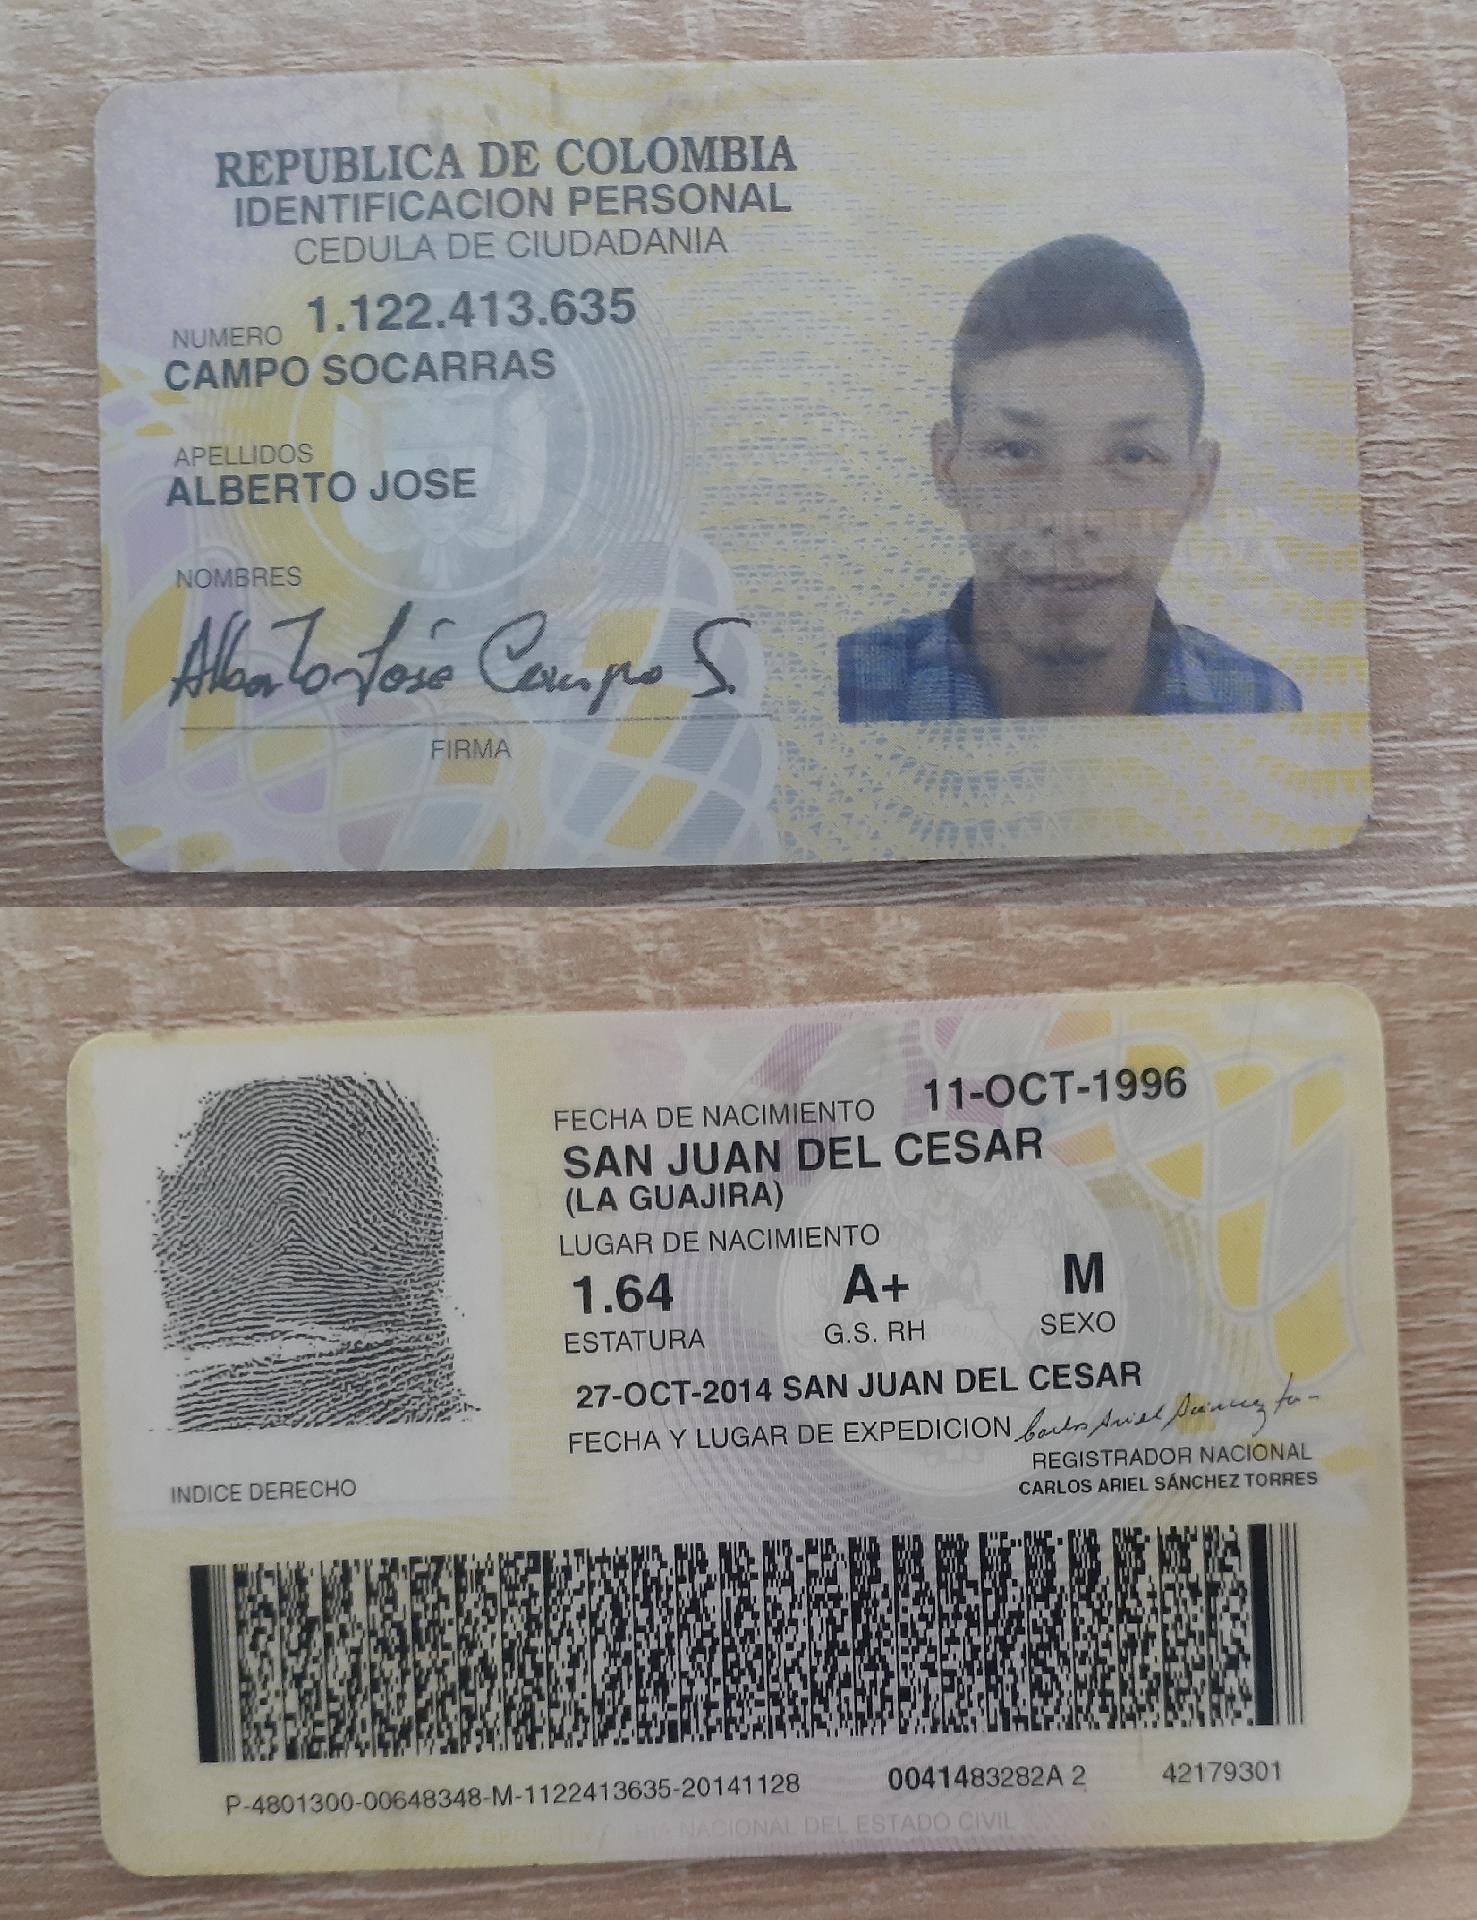 REPUBLICA DE COLOMBIA
IDENTIFICACION PERSONAL
CEDULA DE CIUDADANIA
NUMERO 1.122.413.635
CAMPO SOCARRAS
APELLIDOS
ALBERTO JOSE
NOMBRES
Alberto José Campo S.
FIRMA
FECHA DE NACIMIENTO 11-OCT-1996
SAN JUAN DEL CESAR
(LA GUAJIRA)
LUGAR DE NACIMIENTO
1.64 A+ M
ESTATURA G.S. RH SEXO
27-OCT-2014 SAN JUAN DEL CESAR
FECHA Y LUGAR DE EXPEDICION Carlos Ariel Sánchez
REGISTRADOR NACIONAL
CARLOS ARIEL SÁNCHEZ TORRES
INDICE DERECHO
P-4801300-00648348-M-1122413635-20141128 0041483282A 2 42179301
NACIONAL DEL ESTADO CIVIL